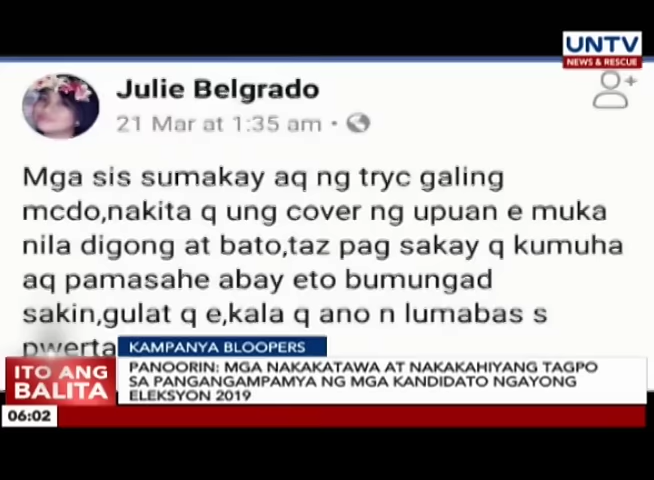 UNTV
NEWS & RESCUE
Julie Belgrado
21 Mar at 1:35 am
Mga sis sumakay aq ng tryc galing
mcdo,nakita q ung cover ng upuan e muka
nila digong at bato,taz pag sakay q kumuha
aq pamasahe abay eto bumungad
sakin,gulat q e,kala q ano n lumabas s
pwerta
KAMPANYA BLOOPERS
ITO ANG
BALITA
PANOORIN: MGA NAKAKATAWA AT NAKAKAHIYANG TAGPO
SA PANGANGAMPAMYA NG MGA KANDIDATO NGAYONG
ELEKSYON 2019
06:02